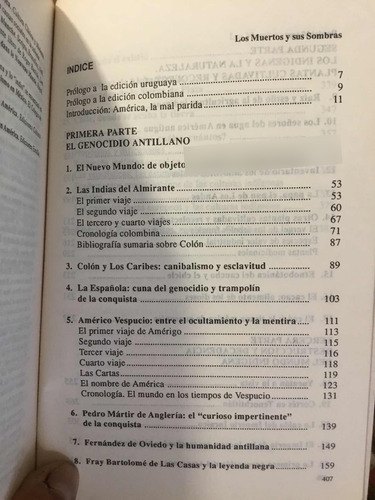 Los Muertos y sus Sombras
INDICE
Prólogo a la edición uruguaya 7
Prólogo a la edición colombiana 9
Introducción: América, la mal parida 11
PRIMERA PARTE
EL GENOCIDIO ANTILLANO
1. El Nuevo Mundo: de objeto
2. Las Indias del Almirante 53
El primer viaje 53
El segundo viaje 60
El tercero y cuarto viajes 67
Cronología colombina 71
Bibliografía sumaria sobre Colón 87
3. Colón y Los Caribes: canibalismo y esclavitud 89
4. La Española: cuna del genocidio y trampolín
de la conquista 103
5. Américo Vespucio: entre el ocultamiento y la mentira 111
El primer viaje de Amérigo 113
Segundo viaje 115
Tercer viaje 116
Cuarto viaje 118
Las Cartas 119
El nombre de América 123
Cronología. El mundo en los tiempos de Vespucio 131
6. Pedro Mártir de Anglería: el "curioso impertinente"
de la conquista 139
7. Fernández de Oviedo y la humanidad antillana 149
8. Fray Bartolomé de Las Casas y la leyenda negra 159
407